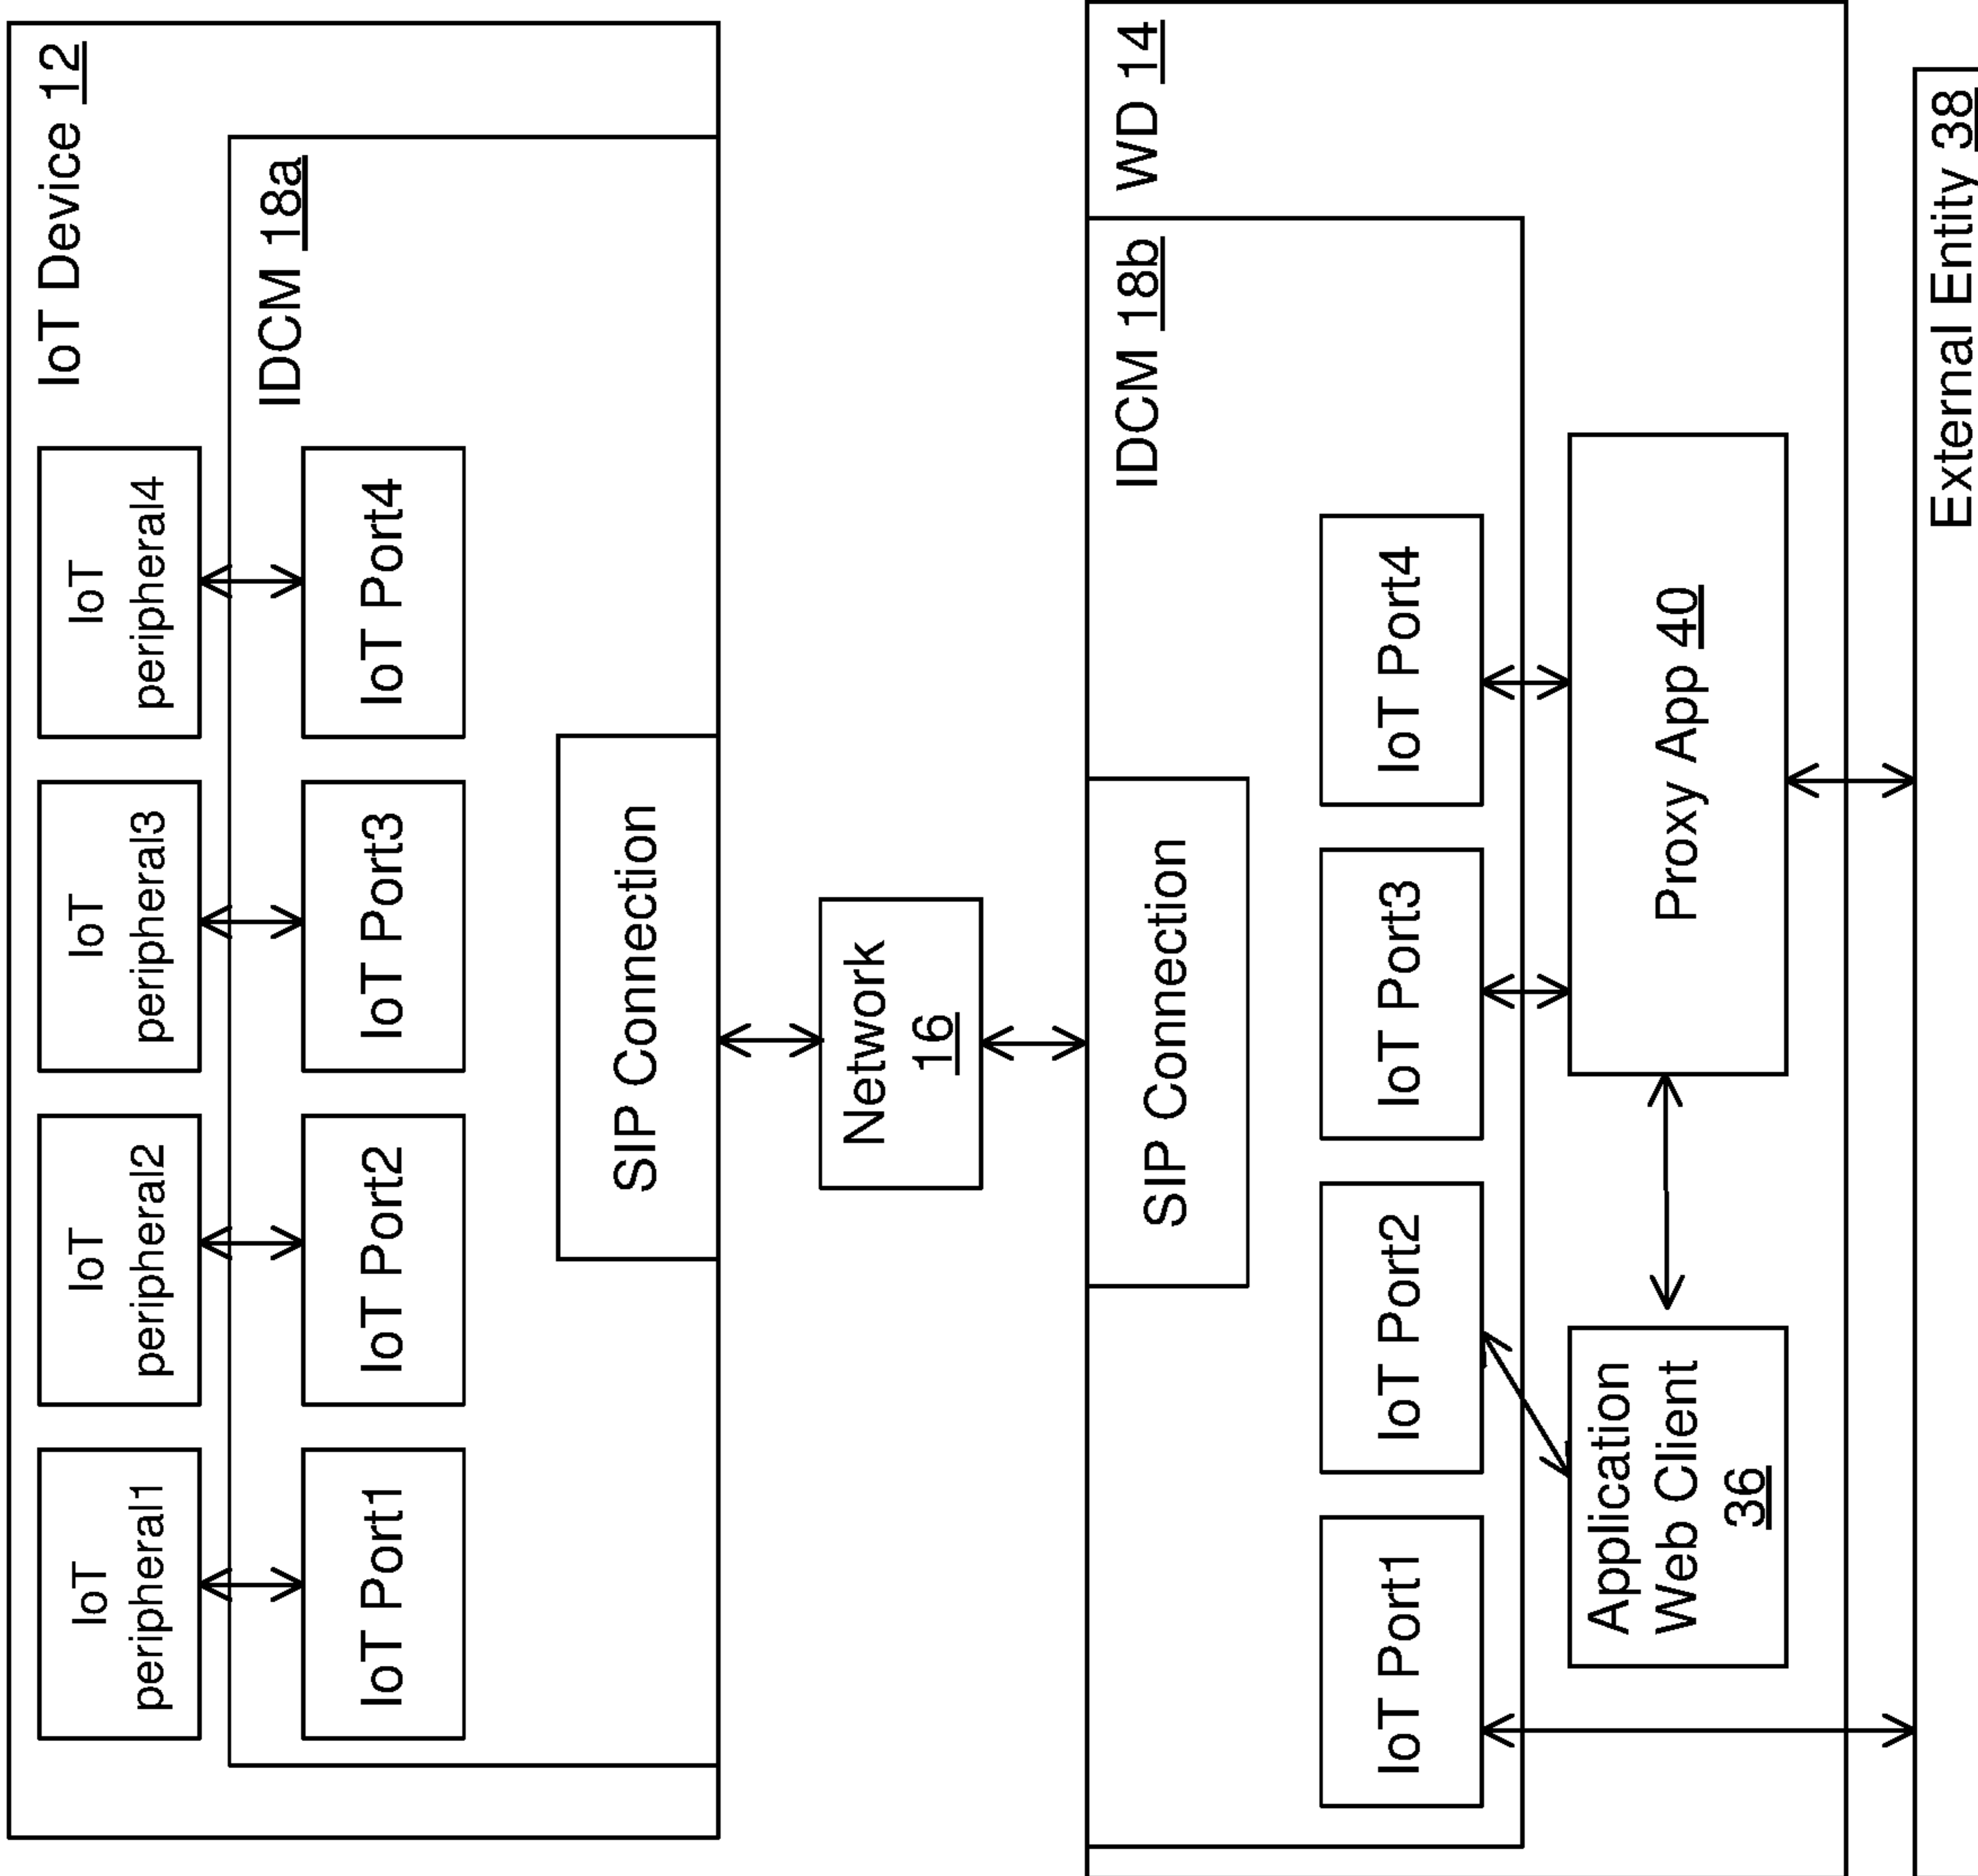 IoT Device 12
IoT
peripheral1
IoT
peripheral2
IoT
peripheral3
IoT
peripheral4
IDCM 18a
IoT Port1
IoT Port2
IoT Port3
IoT Port4
SIP Connection
Network
16
WD 14
IDCM 18b
SIP Connection
IoT Port1
IoT Port2
IoT Port3
IoT Port4
Application
Web Client
36
Proxy App 40
External Entity 38